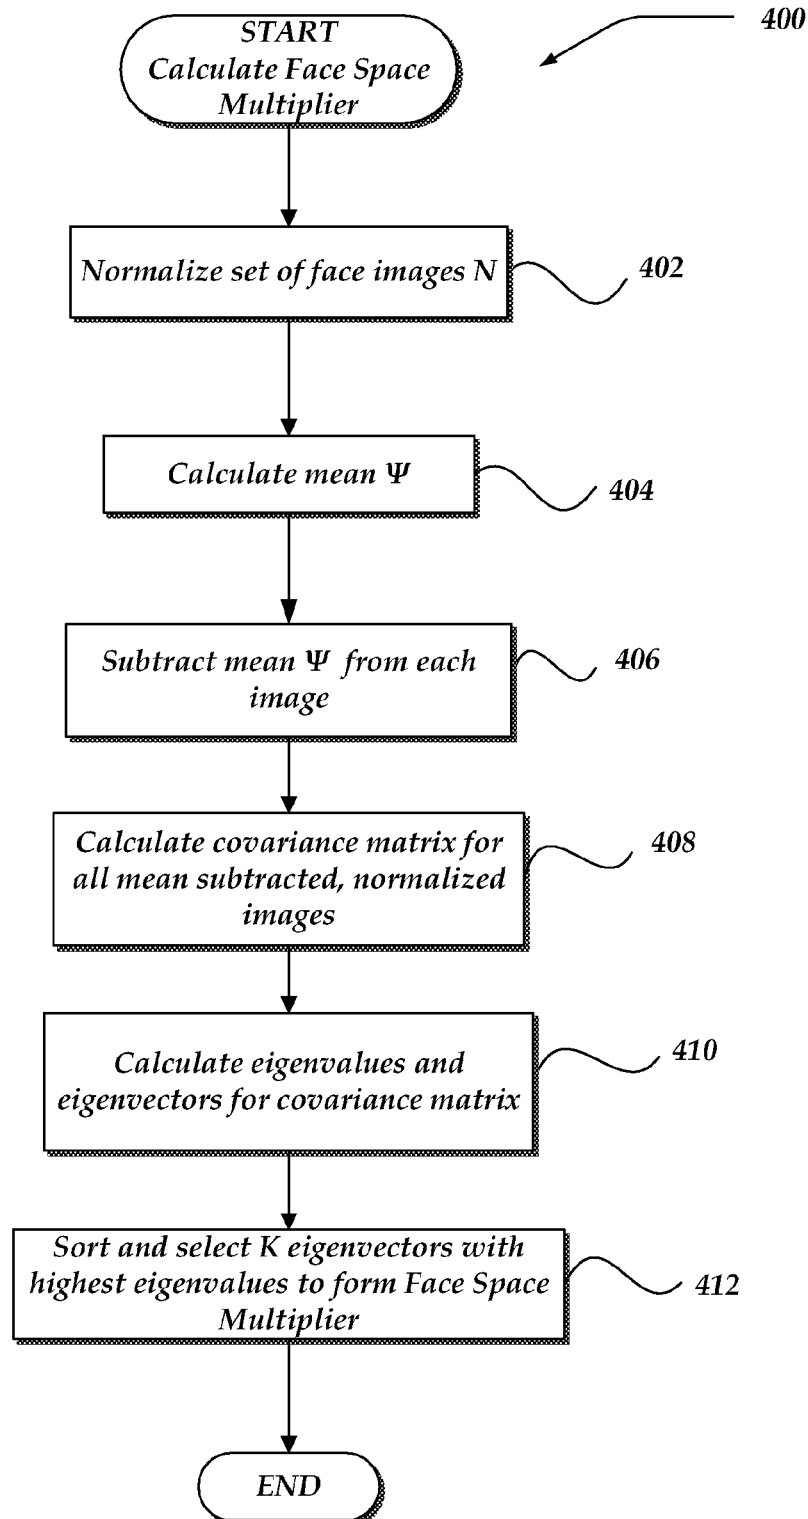 400
START
Calculate Face Space
Multiplier
Normalize set of face images N
402
Calculate mean Ψ
404
Subtract mean Ψ from each
image
406
Calculate covariance matrix for
all mean subtracted, normalized
images
408
Calculate eigenvalues and
eigenvectors for covariance matrix
410
Sort and select K eigenvectors with
highest eigenvalues to form Face Space
Multiplier
412
END